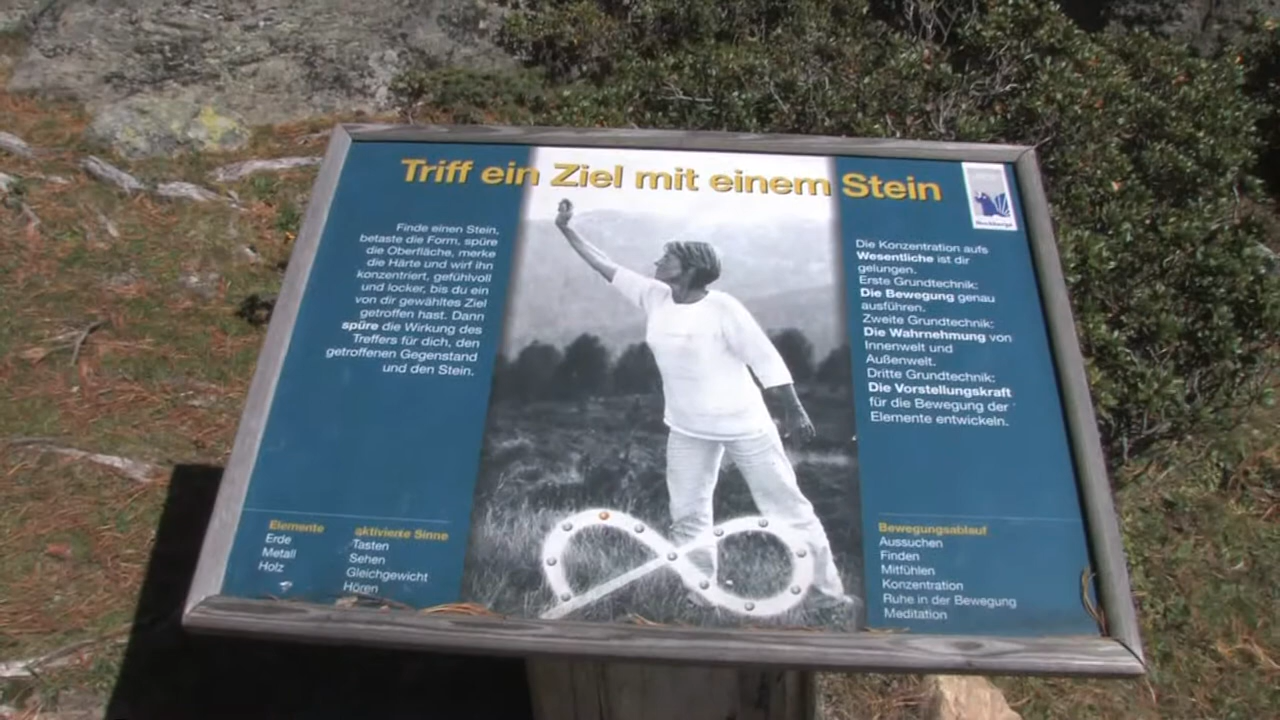 Triff ein Ziel mit einem Stein
Finde einen Stein,
betaste die Form, spüre
die Oberfläche, merke
die Härte und wirf ihn
konzentriert, gefühlvoll
und locker, bis du ein
von dir gewähltes Ziel
getroffen hast. Dann
spüre die Wirkung des
Treffers für dich, den
getroffenen Gegenstand
und den Stein.
Elemente
Erde
Metall
Holz
aktivierte Sinne
Tasten
Sehen
Gleichgewicht
Hören
Die Konzentration aufs
Wesentliche ist dir
gelungen.
Erste Grundtechnik:
Die Bewegung genau
ausführen.
Zweite Grundtechnik:
Die Wahrnehmung von
Innenwelt und
Außenwelt.
Dritte Grundtechnik:
Die Vorstellungskraft
für die Bewegung der
Elemente entwickeln.
Bewegungsablauf
Aussuchen
Finden
Mitfühlen
Konzentration
Ruhe in der Bewegung
Meditation